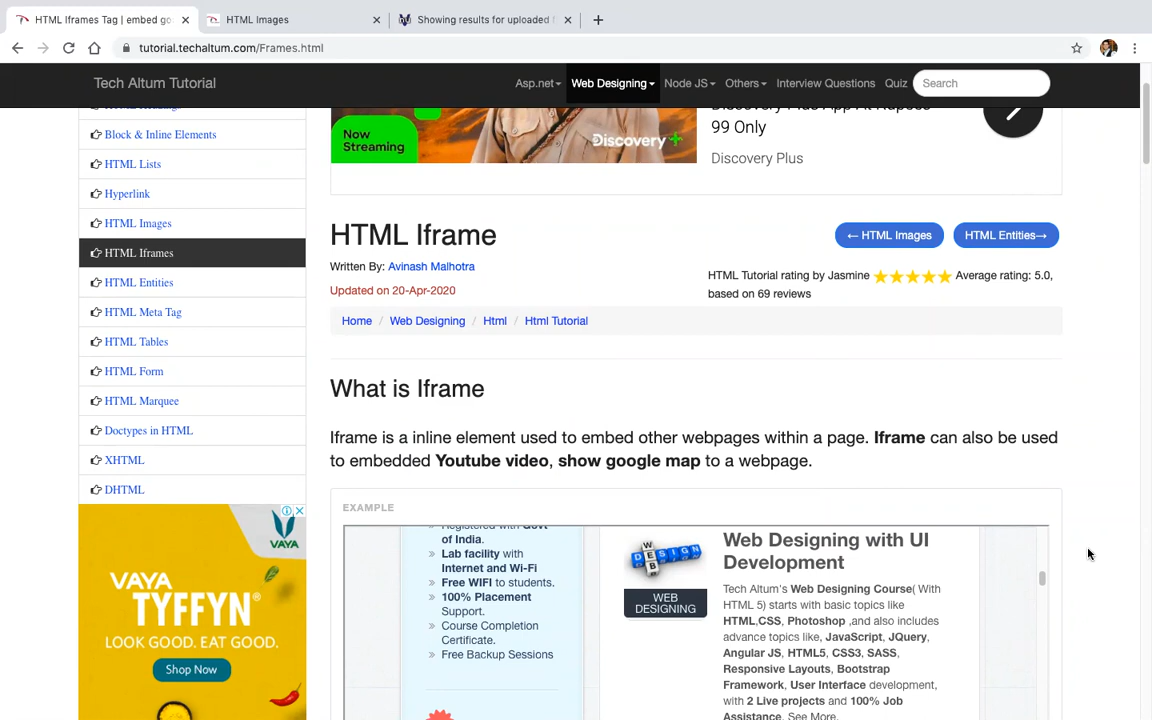 HTML Iframes Tag | embed go
HTML Images
Showing results for uploaded
tutorial.techaltum.com/Frames.html
Tech Altum Tutorial
Asp.net
Web Designing
Node JS
Others
Interview Questions
Quiz
Search
Block & Inline Elements
HTML Lists
Hyperlink
HTML Images
HTML Iframes
HTML Entities
HTML Meta Tag
HTML Tables
HTML Form
HTML Marquee
Doctypes in HTML
XHTML
DHTML
VAYA
VAYA
TYFFYN
LOOK GOOD. EAT GOOD.
Shop Now
Now
Streaming
Discovery+
Discovery Plus App At Rupees
99 Only
Discovery Plus
HTML Iframe
← HTML Images
HTML Entities→
Written By: Avinash Malhotra
Updated on 20-Apr-2020
HTML Tutorial rating by Jasmine ★★★★★ Average rating: 5.0,
based on 69 reviews
Home / Web Designing / Html / Html Tutorial
What is Iframe
Iframe is a inline element used to embed other webpages within a page. Iframe can also be used
to embedded Youtube video, show google map to a webpage.
EXAMPLE
Registered with Govt
of India.
» Lab facility with
Internet and Wi-Fi
» Free WIFI to students.
» 100% Placement
Support.
» Course Completion
Certificate.
» Free Backup Sessions
WEB
DESIGN
WEB
DESIGNING
Web Designing with UI
Development
Tech Altum's Web Designing Course( With
HTML 5) starts with basic topics like
HTML,CSS, Photoshop ,and also includes
advance topics like, JavaScript, JQuery,
Angular JS, HTML5, CSS3, SASS,
Responsive Layouts, Bootstrap
Framework, User Interface development,
with 2 Live projects and 100% Job
Assistance. See More.